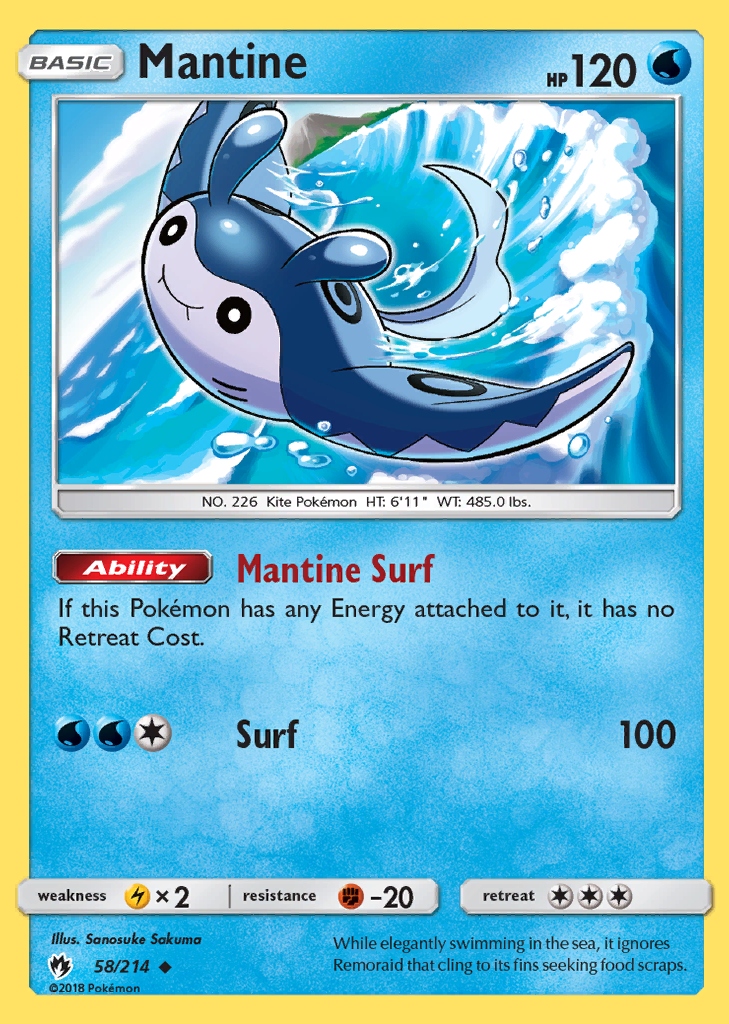 BASIC Mantine HP 120
NO. 226 Kite Pokémon HT: 6'11" WT: 485.0 lbs.
Ability Mantine Surf
If this Pokémon has any Energy attached to it, it has no
Retreat Cost.
Surf 100
weakness ×2 resistance -20 retreat
Illus. Sanosuke Sakuma
58/214
©2018 Pokémon
While elegantly swimming in the sea, it ignores
Remoraid that cling to its fins seeking food scraps.